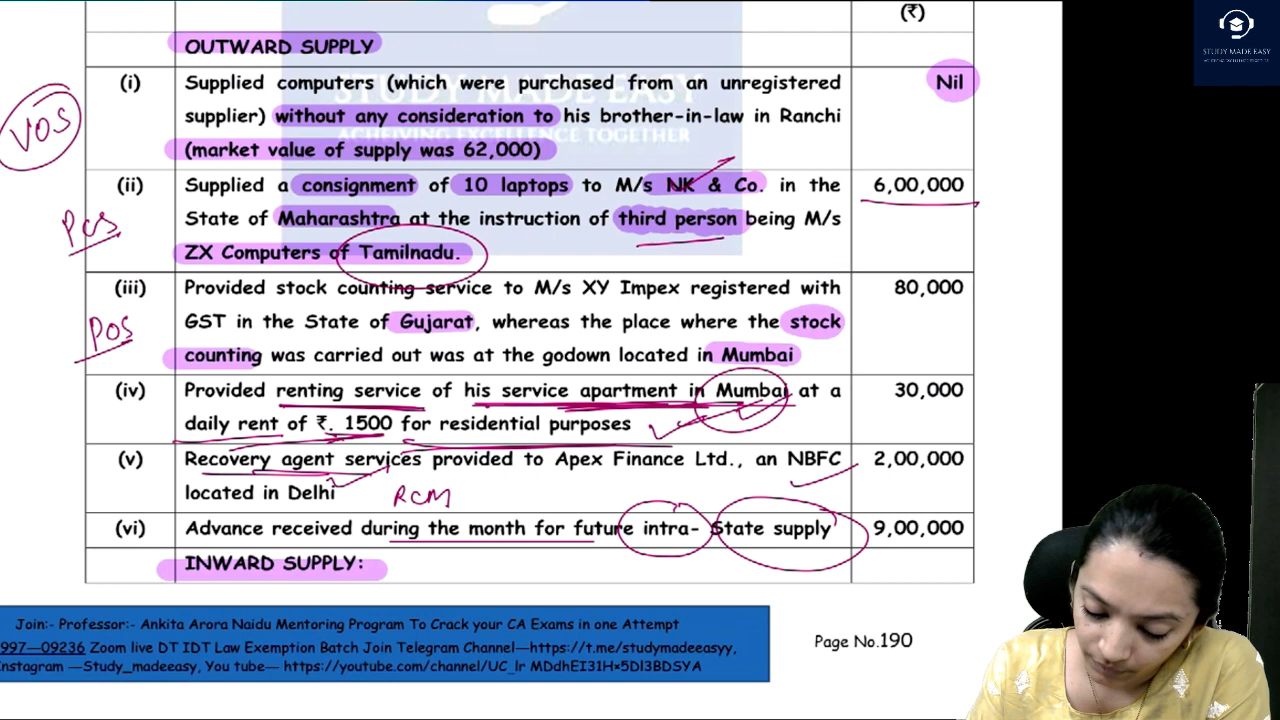 (₹)
OUTWARD SUPPLY
(i) Supplied computers (which were purchased from an unregistered Nil
supplier) without any consideration to his brother-in-law in Ranchi
(market value of supply was 62,000)
VOS
(ii) Supplied a consignment of 10 laptops to M/s NK & Co. in the 6,00,000
State of Maharashtra at the instruction of third person being M/s
ZX Computers of Tamilnadu.
POS
(iii) Provided stock counting service to M/s XY Impex registered with 80,000
GST in the State of Gujarat, whereas the place where the stock
counting was carried out was at the godown located in Mumbai
POS
(iv) Provided renting service of his service apartment in Mumbai at a 30,000
daily rent of ₹. 1500 for residential purposes
(v) Recovery agent services provided to Apex Finance Ltd., an NBFC 2,00,000
located in Delhi
RCM
(vi) Advance received during the month for future intra- State supply 9,00,000
INWARD SUPPLY:
STUDY MADE EASY
ACHEIVING EXCELLENCE TOGETHER
STUDY MADE EASY
Join:- Professor:- Ankita Arora Naidu Mentoring Program To Crack your CA Exams in one Attempt
997—09236 Zoom live DT IDT Law Exemption Batch Join Telegram Channel—https://t.me/studymadeeasyy,
Instagram —Study_madeeasy, You tube— https://youtube.com/channel/UC_lr MDdhEI31H×5Dl3BDSYA
Page No.190